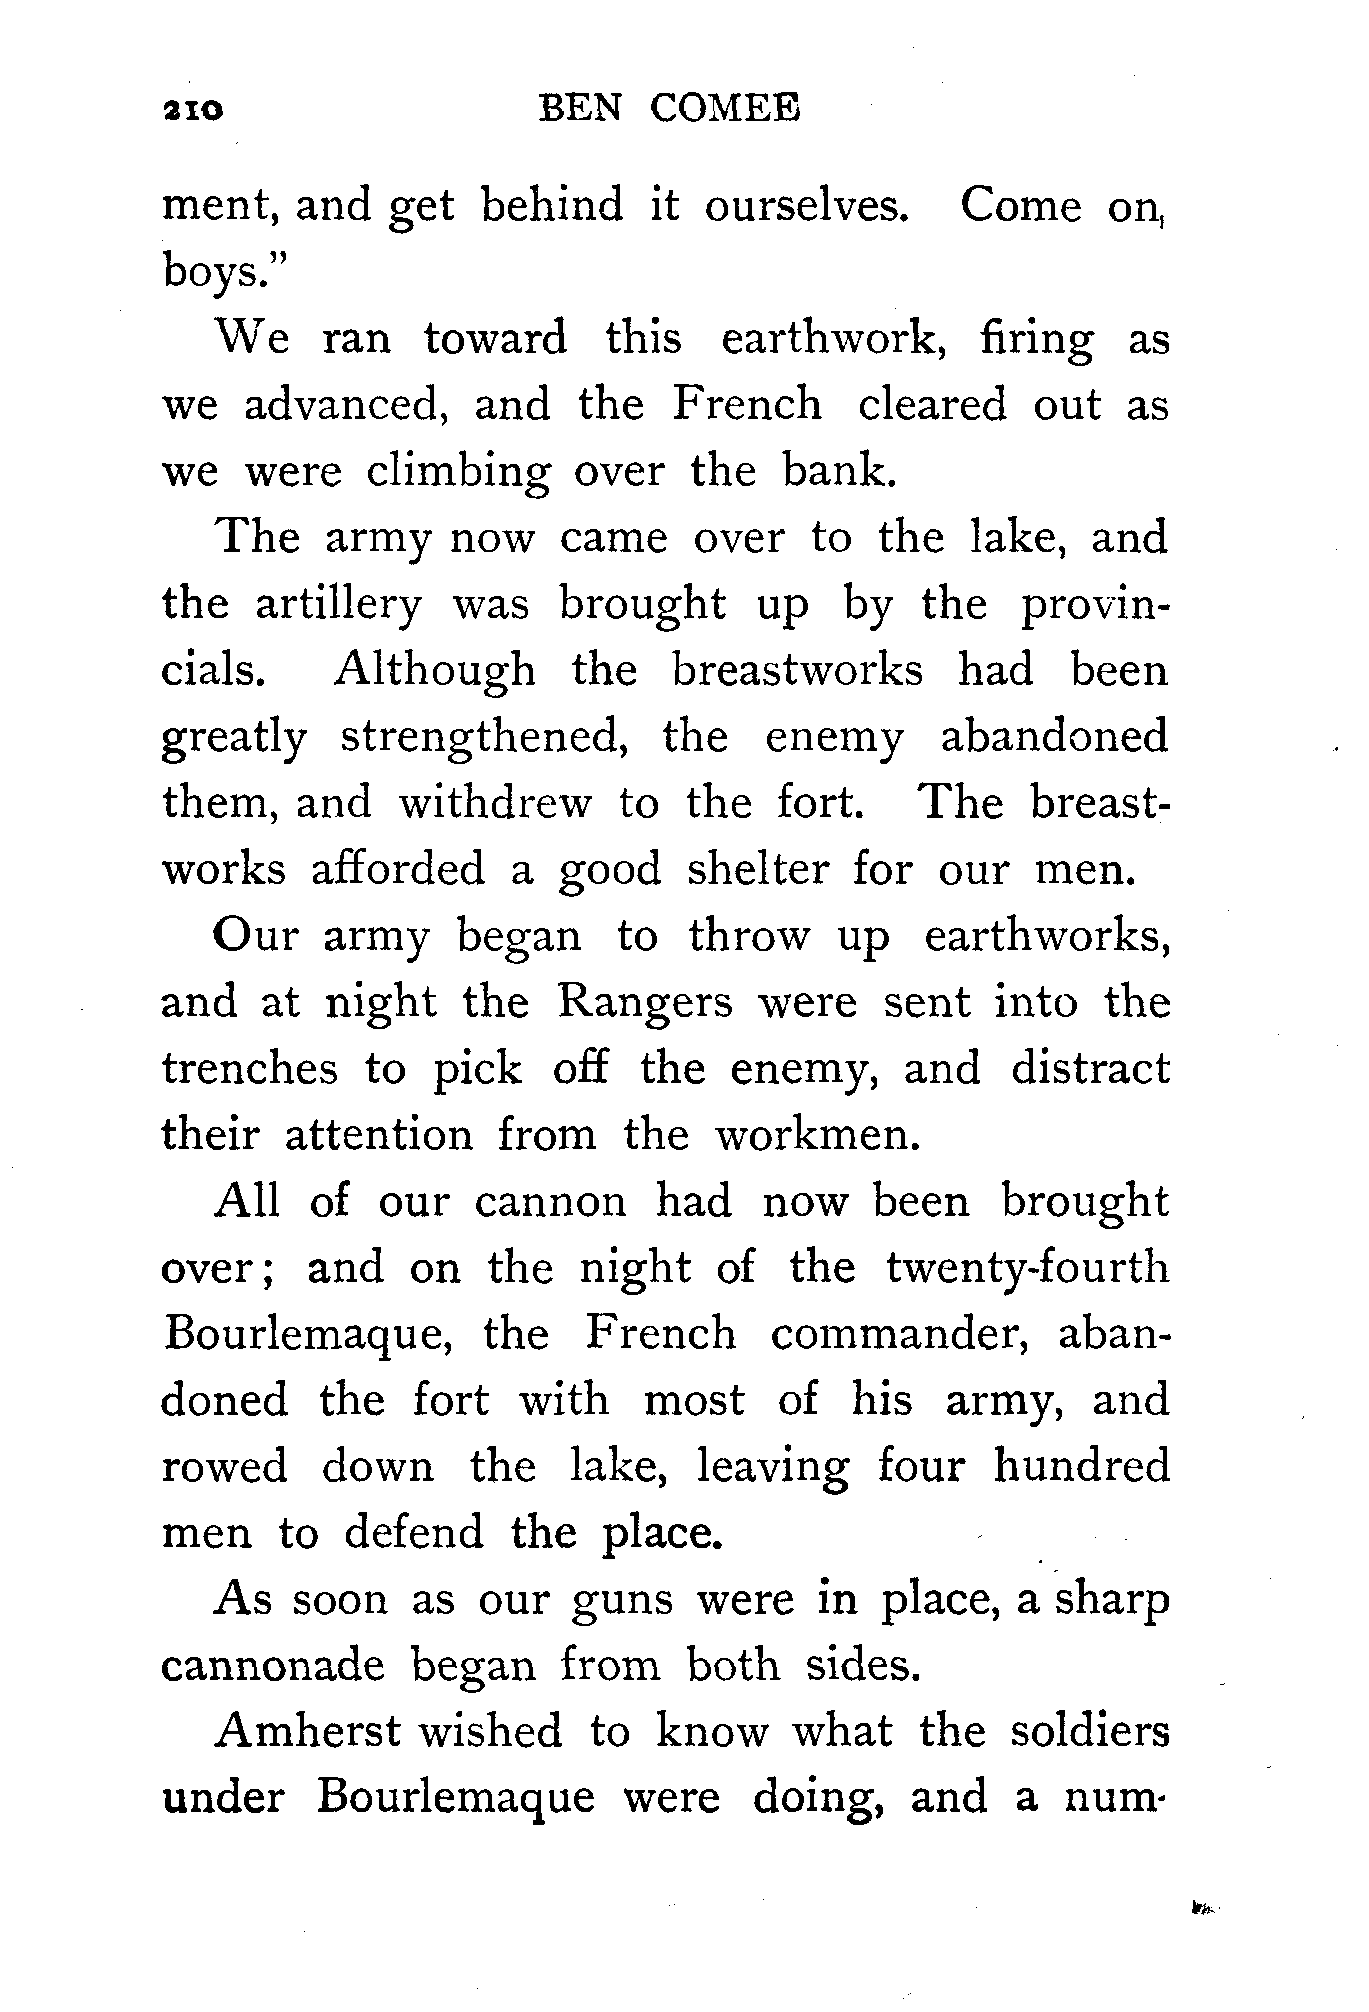 210 BEN COMEE
ment, and get behind it ourselves. Come on,
boys."
We ran toward this earthwork, firing as
we advanced, and the French cleared out as
we were climbing over the bank.
The army now came over to the lake, and
the artillery was brought up by the provin-
cials. Although the breastworks had been
greatly strengthened, the enemy abandoned
them, and withdrew to the fort. The breast-
works afforded a good shelter for our men.
Our army began to throw up earthworks,
and at night the Rangers were sent into the
trenches to pick off the enemy, and distract
their attention from the workmen.
All of our cannon had now been brought
over; and on the night of the twenty-fourth
Bourlemaque, the French commander, aban-
doned the fort with most of his army, and
rowed down the lake, leaving four hundred
men to defend the place.
As soon as our guns were in place, a sharp
cannonade began from both sides.
Amherst wished to know what the soldiers
under Bourlemaque were doing, and a num-